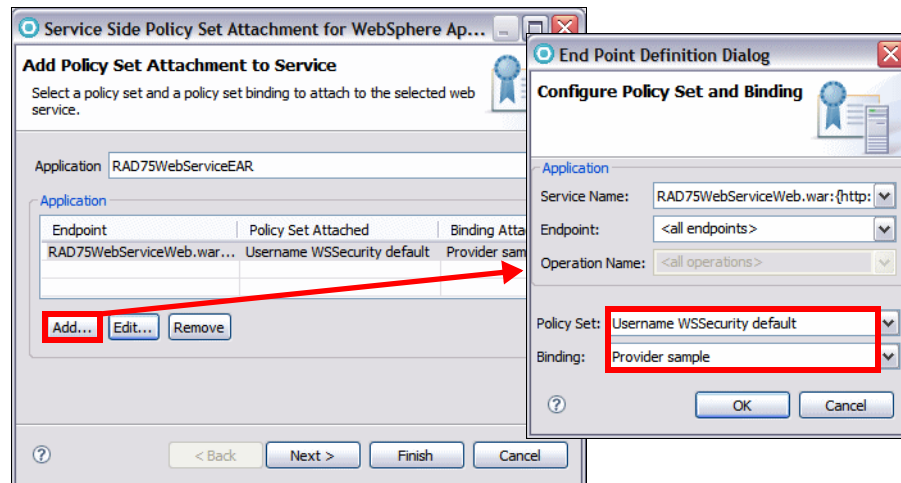 Service Side Policy Set Attachment for WebSphere Ap...
Add Policy Set Attachment to Service
Select a policy set and a policy set binding to attach to the selected web
service.
Application RAD75WebServiceEAR
Application
Endpoint Policy Set Attached Binding Atta
RAD75WebServiceWeb.war... Username WSSecurity default Provider sam
Add... Edit... Remove
? < Back Next > Finish Cancel
End Point Definition Dialog
Configure Policy Set and Binding
Application
Service Name: RAD75WebServiceWeb.war:{http:
Endpoint: <all endpoints>
Operation Name: <all operations>
Policy Set: Username WSSecurity default
Binding: Provider sample
? OK Cancel